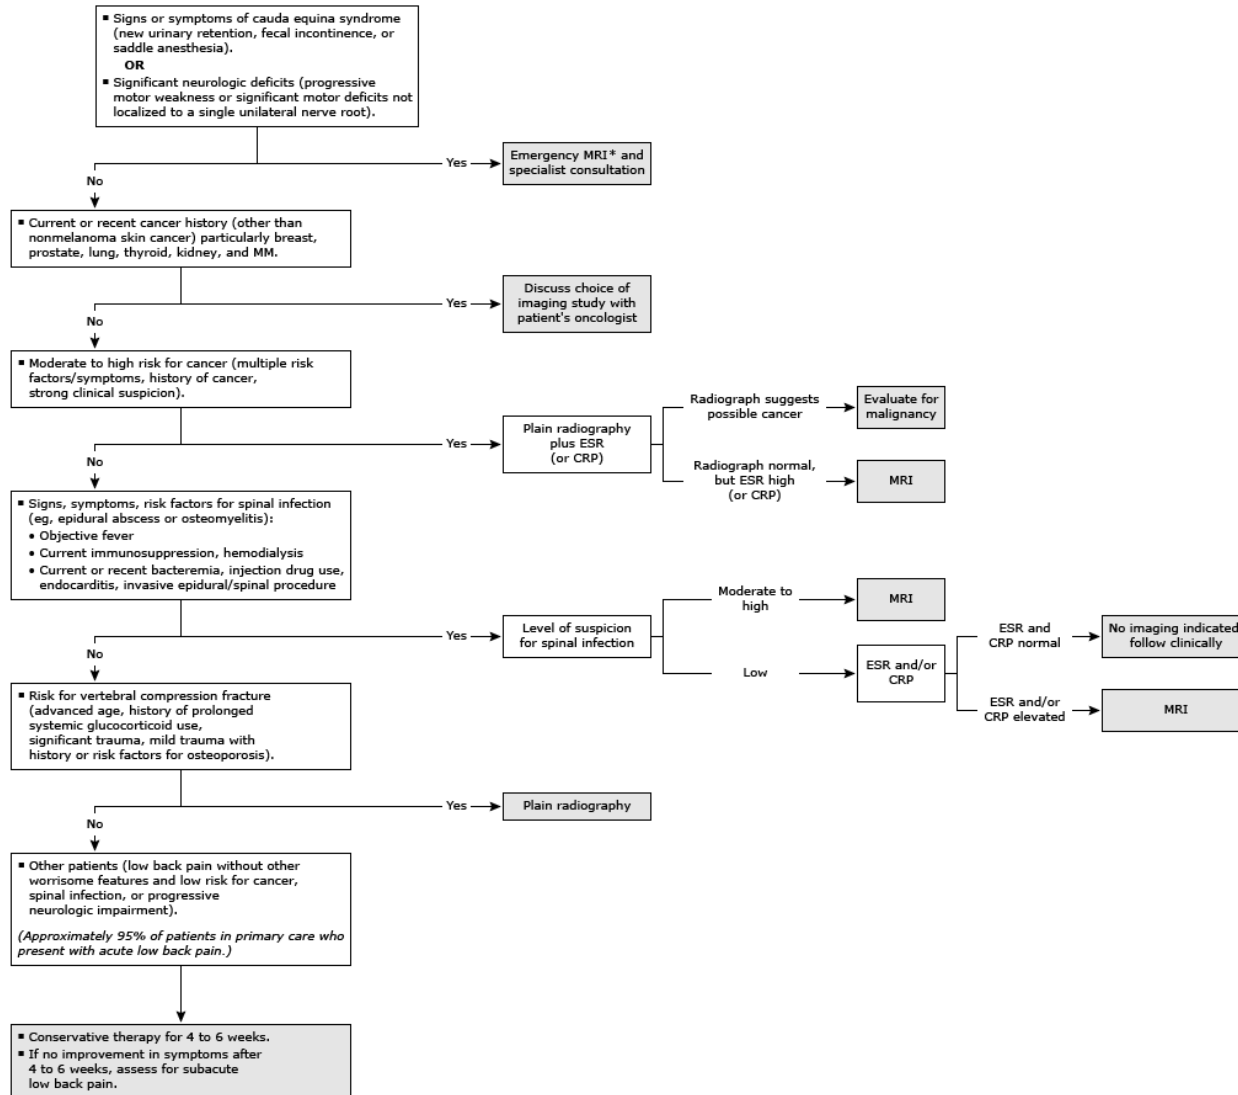 ▪ Signs or symptoms of cauda equina syndrome
(new urinary retention, fecal incontinence, or
saddle anesthesia).
OR
▪ Significant neurologic deficits (progressive
motor weakness or significant motor deficits not
localized to a single unilateral nerve root).
Yes
Emergency MRI* and
specialist consultation
No
▪ Current or recent cancer history (other than
nonmelanoma skin cancer) particularly breast,
prostate, lung, thyroid, kidney, and MM.
Yes
Discuss choice of
imaging study with
patient's oncologist
No
▪ Moderate to high risk for cancer (multiple risk
factors/symptoms, history of cancer,
strong clinical suspicion).
Yes
Plain radiography
plus ESR
(or CRP)
Radiograph suggests
possible cancer
Evaluate for
malignancy
Radiograph normal,
but ESR high
(or CRP)
MRI
No
▪ Signs, symptoms, risk factors for spinal infection
(eg, epidural abscess or osteomyelitis):
• Objective fever
• Current immunosuppression, hemodialysis
• Current or recent bacteremia, injection drug use,
endocarditis, invasive epidural/spinal procedure
Yes
Level of suspicion
for spinal infection
Moderate to
high
MRI
Low
ESR and/or
CRP
ESR and
CRP normal
No imaging indicated
follow clinically
ESR and/or
CRP elevated
MRI
No
▪ Risk for vertebral compression fracture
(advanced age, history of prolonged
systemic glucocorticoid use,
significant trauma, mild trauma with
history or risk factors for osteoporosis).
Yes
Plain radiography
No
▪ Other patients (low back pain without other
worrisome features and low risk for cancer,
spinal infection, or progressive
neurologic impairment).
(Approximately 95% of patients in primary care who
present with acute low back pain.)
▪ Conservative therapy for 4 to 6 weeks.
▪ If no improvement in symptoms after
4 to 6 weeks, assess for subacute
low back pain.